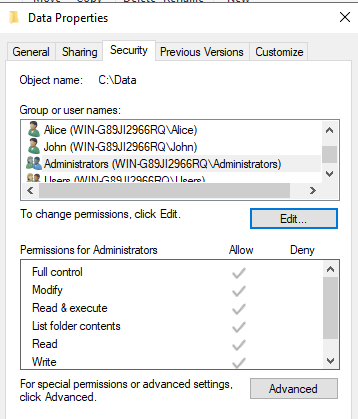 Data Properties
General Sharing Security Previous Versions Customize
Object name: C:\Data
Group or user names:
Alice (WIN-G89JI2966RQ\Alice)
John (WIN-G89JI2966RQ\John)
Administrators (WIN-G89JI2966RQ\Administrators)
Users (WIN-G89JI2966RQ\Users)
To change permissions, click Edit.
Edit...
Permissions for Administrators Allow Deny
Full control
Modify
Read & execute
List folder contents
Read
Write
For special permissions or advanced settings,
click Advanced.
Advanced